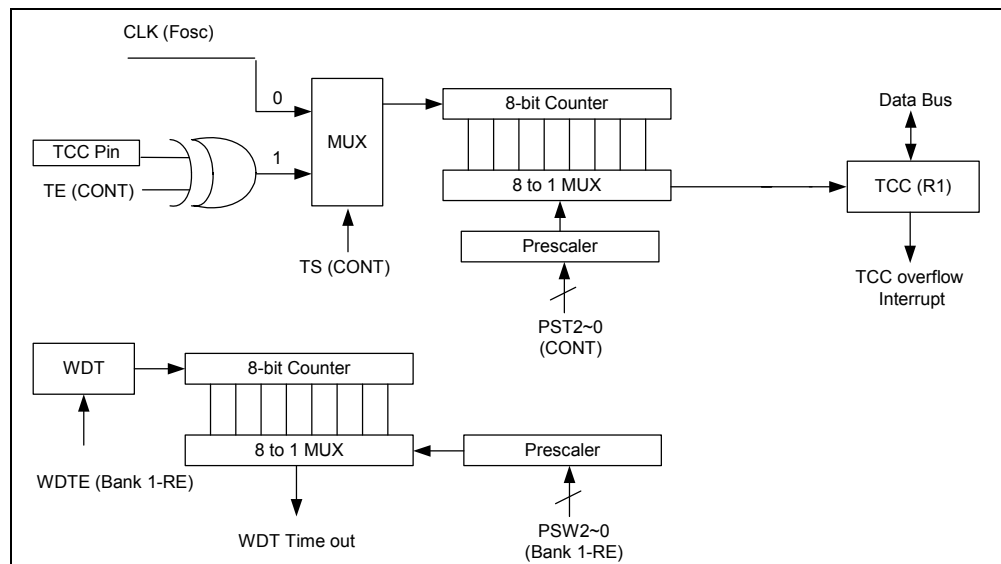 CLK (Fosc)
0
8-bit Counter
Data Bus
MUX
TCC Pin
1
TE (CONT)
8 to 1 MUX
TCC (R1)
Prescaler
TS (CONT)
TCC overflow
Interrupt
PST2~0
(CONT)
WDT
8-bit Counter
8 to 1 MUX
Prescaler
WDTE (Bank 1-RE)
WDT Time out
PSW2~0
(Bank 1-RE)